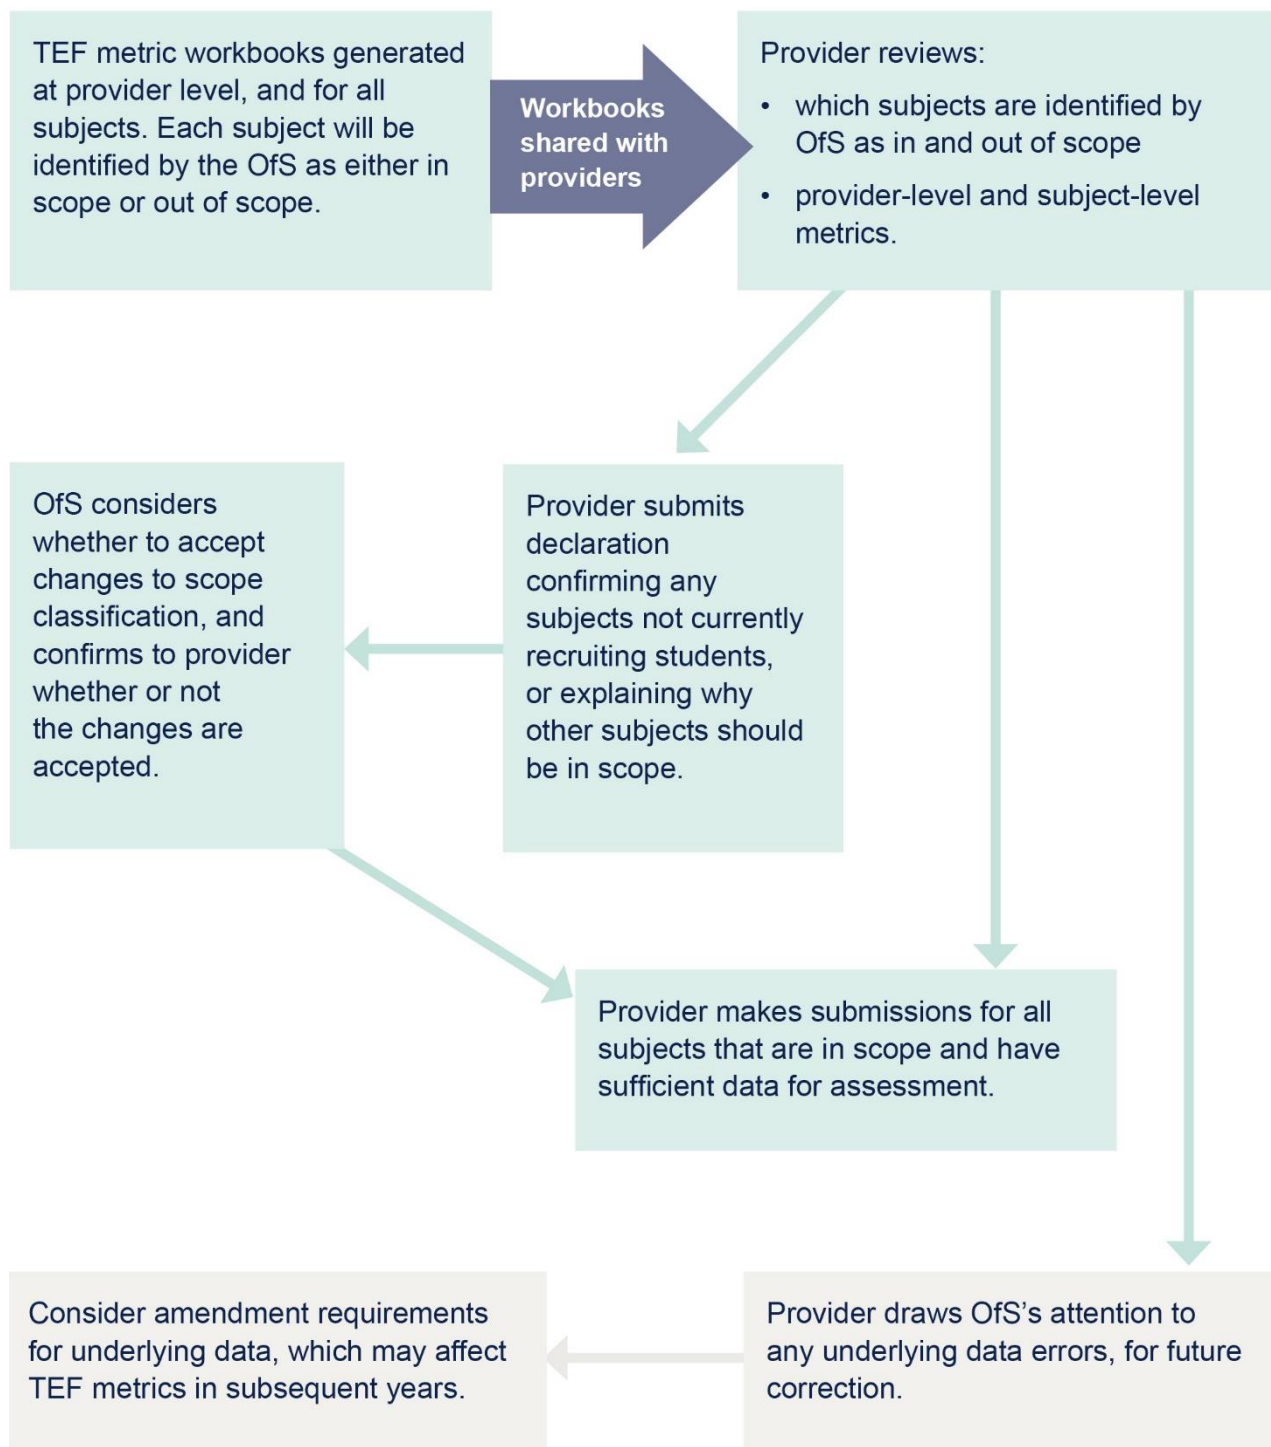 TEF metric workbooks generated
at provider level, and for all
subjects. Each subject will be
identified by the OfS as either in
scope or out of scope.
Workbooks
shared with
providers
Provider reviews:
• which subjects are identified by
OfS as in and out of scope
• provider-level and subject-level
metrics.
OfS considers
whether to accept
changes to scope
classification, and
confirms to provider
whether or not
the changes are
accepted.
Provider submits
declaration
confirming any
subjects not currently
recruiting students,
or explaining why
other subjects should
be in scope.
Provider makes submissions for all
subjects that are in scope and have
sufficient data for assessment.
Consider amendment requirements
for underlying data, which may affect
TEF metrics in subsequent years.
Provider draws OfS’s attention to
any underlying data errors, for future
correction.